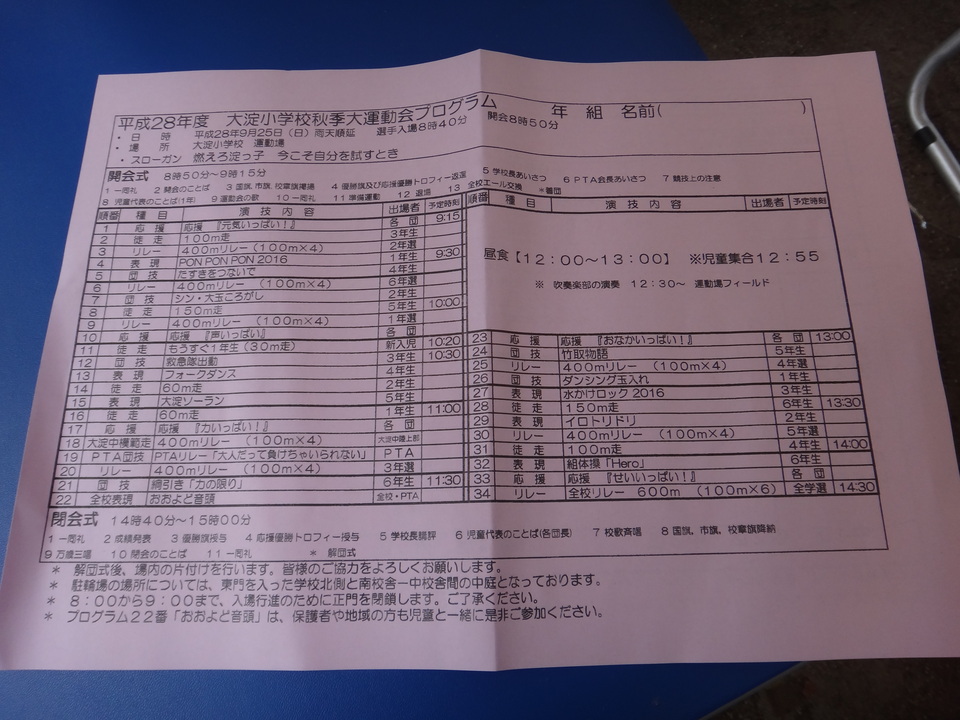 平成28年度 大淀小学校秋季大運動会プログラム 年 組 名前( )
・日 時 平成28年9月25日(日)雨天順延 選手入場8時40分 開会8時50分
・場 所 大淀小学校 運動場
・スローガン 燃えろ淀っ子 今こそ自分を試すとき
開会式 8時50分~9時15分
1 一同礼 2 開会のことば 3 国旗,市旗,校章旗掲揚 4 優勝旗及び応援優勝トロフィー返還 5 学校長あいさつ 6 PTA会長あいさつ 7 競技上の注意
8 児童代表のことば(1年) 9 運動会の歌 10 一同礼 11 準備運動 12 退場 13 全校エール交換 *各団
順番 種目 演技内容 出場者 予定時刻
1 応援 応援 『元気いっぱい!』 各団 9:15
2 徒走 100m走 3年生
3 リレー 400mリレー(100m×4) 2年選
4 表現 PON PON PON 2016 1年生 9:30
5 団技 たすきをつないで 4年生
6 リレー 400mリレー(100m×4) 6年選
7 団技 シン・大玉ころがし 2年生
8 徒走 150m走 5年生 10:00
9 リレー 400mリレー(100m×4) 1年選
10 応援 応援 『声いっぱい』 各団
11 徒走 もうすぐ1年生(30m走) 新入児 10:20
12 団技 救急隊出動 3年生 10:30
13 表現 フォークダンス 4年生
14 徒走 60m走 2年生
15 表現 大淀ソーラン 5年生
16 徒走 60m走 1年生 11:00
17 応援 応援 『力いっぱい!』 各団
18 大淀中模範走 400mリレー(100m×4) 大淀中陸上部
19 PTA団技 PTAリレー「大人だって負けちゃいられない」 PTA
20 リレー 400mリレー(100m×4) 3年選
21 団技 綱引き「力の限り」 6年生 11:30
22 全校表現 おおよど音頭 全校・PTA
順番 種目 演技内容 出場者 予定時刻
昼食【12:00~13:00】 ※児童集合12:55
※ 吹奏楽部の演奏 12:30~ 運動場フィールド
23 応援 応援 『おなかいっぱい!』 各団 13:00
24 団技 竹取物語 5年生
25 リレー 400mリレー(100m×4) 4年選
26 団技 ダンシング玉入れ 1年生
27 表現 水かけロック 2016 3年生
28 徒走 150m走 6年生 13:30
29 表現 イロトリドリ 2年生
30 リレー 400mリレー(100m×4) 5年選
31 徒走 100m走 4年生 14:00
32 表現 組体操「Hero」 6年生
33 応援 応援 『せいいっぱい!』 各団
34 リレー 全校リレー 600m (100m×6) 全学選 14:30
閉会式 14時40分~15時00分
1 一同礼 2 成績発表 3 優勝旗授与 4 応援優勝トロフィー授与 5 学校長講評 6 児童代表のことば(各団長) 7 校歌斉唱 8 国旗,市旗,校章旗降納
9 万歳三唱 10 閉会のことば 11 一同礼 * 解団式
* 解団式後、場内の片付けを行います。皆様のご協力をよろしくお願いします。
* 駐輪場の場所については、東門を入った学校北側と南校舎ー中校舎間の中庭となっております。
* 8:00から9:00まで、入場行進のために正門を閉鎖します。ご了承ください。
* プログラム22番「おおよど音頭」は、保護者や地域の方も児童と一緒に是非ご参加ください。